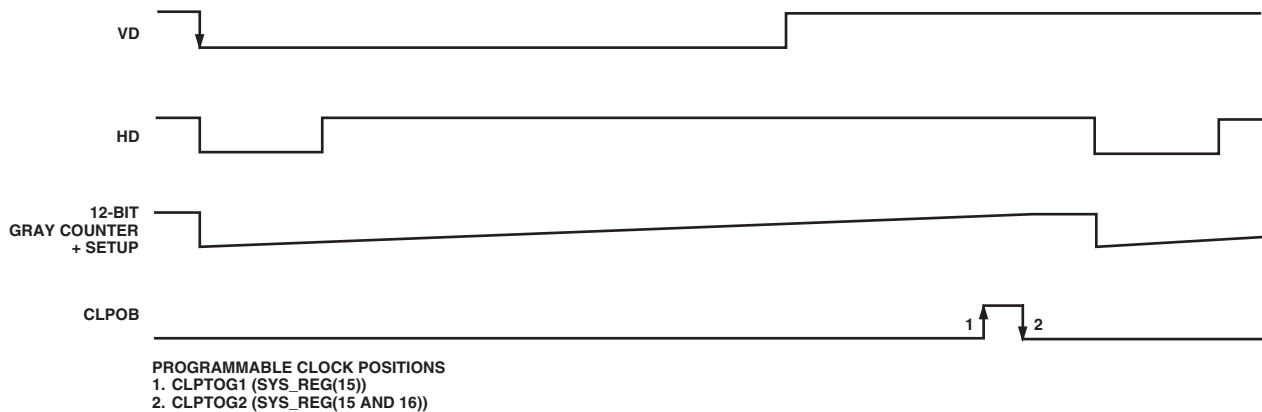 VD
HD
12-BIT
GRAY COUNTER
+ SETUP
CLPOB
1
2
PROGRAMMABLE CLOCK POSITIONS
1. CLPTOG1 (SYS_REG(15))
2. CLPTOG2 (SYS_REG(15 AND 16))